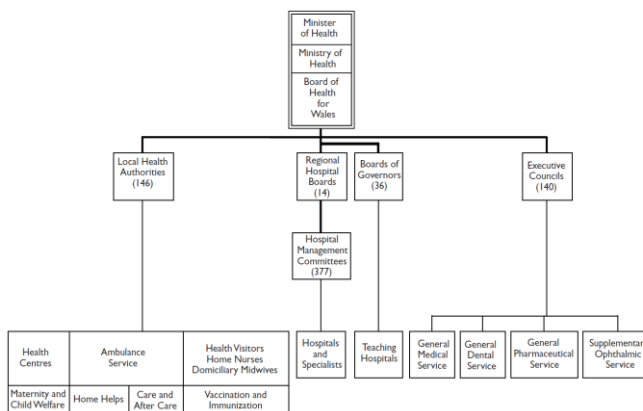 Minister
of Health
Ministry of
Health
Board of
Health
for
Wales
Local Health
Authorities
(146)
Regional
Hospital
Boards
(14)
Boards of
Governors
(36)
Executive
Councils
(140)
Hospital
Management
Committees
(377)
Health
Centres
Ambulance
Service
Health Visitors
Home Nurses
Domiciliary Midwives
Maternity and
Child Welfare
Home Helps
Care and
After Care
Vaccination and
Immunization
Hospitals
and
Specialists
Teaching
Hospitals
General
Medical
Service
General
Dental
Service
General
Pharmaceutical
Service
Supplementary
Ophthalmic
Service